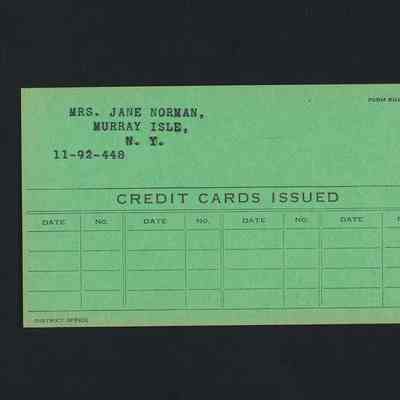 FORM
MRS. JANE NORMAN,
MURRAY ISLE,
N. Y.
11-92-448
CREDIT CARDS ISSUED
DATE No. DATE No. DATE No. DATE
DISTRICT OFFICE